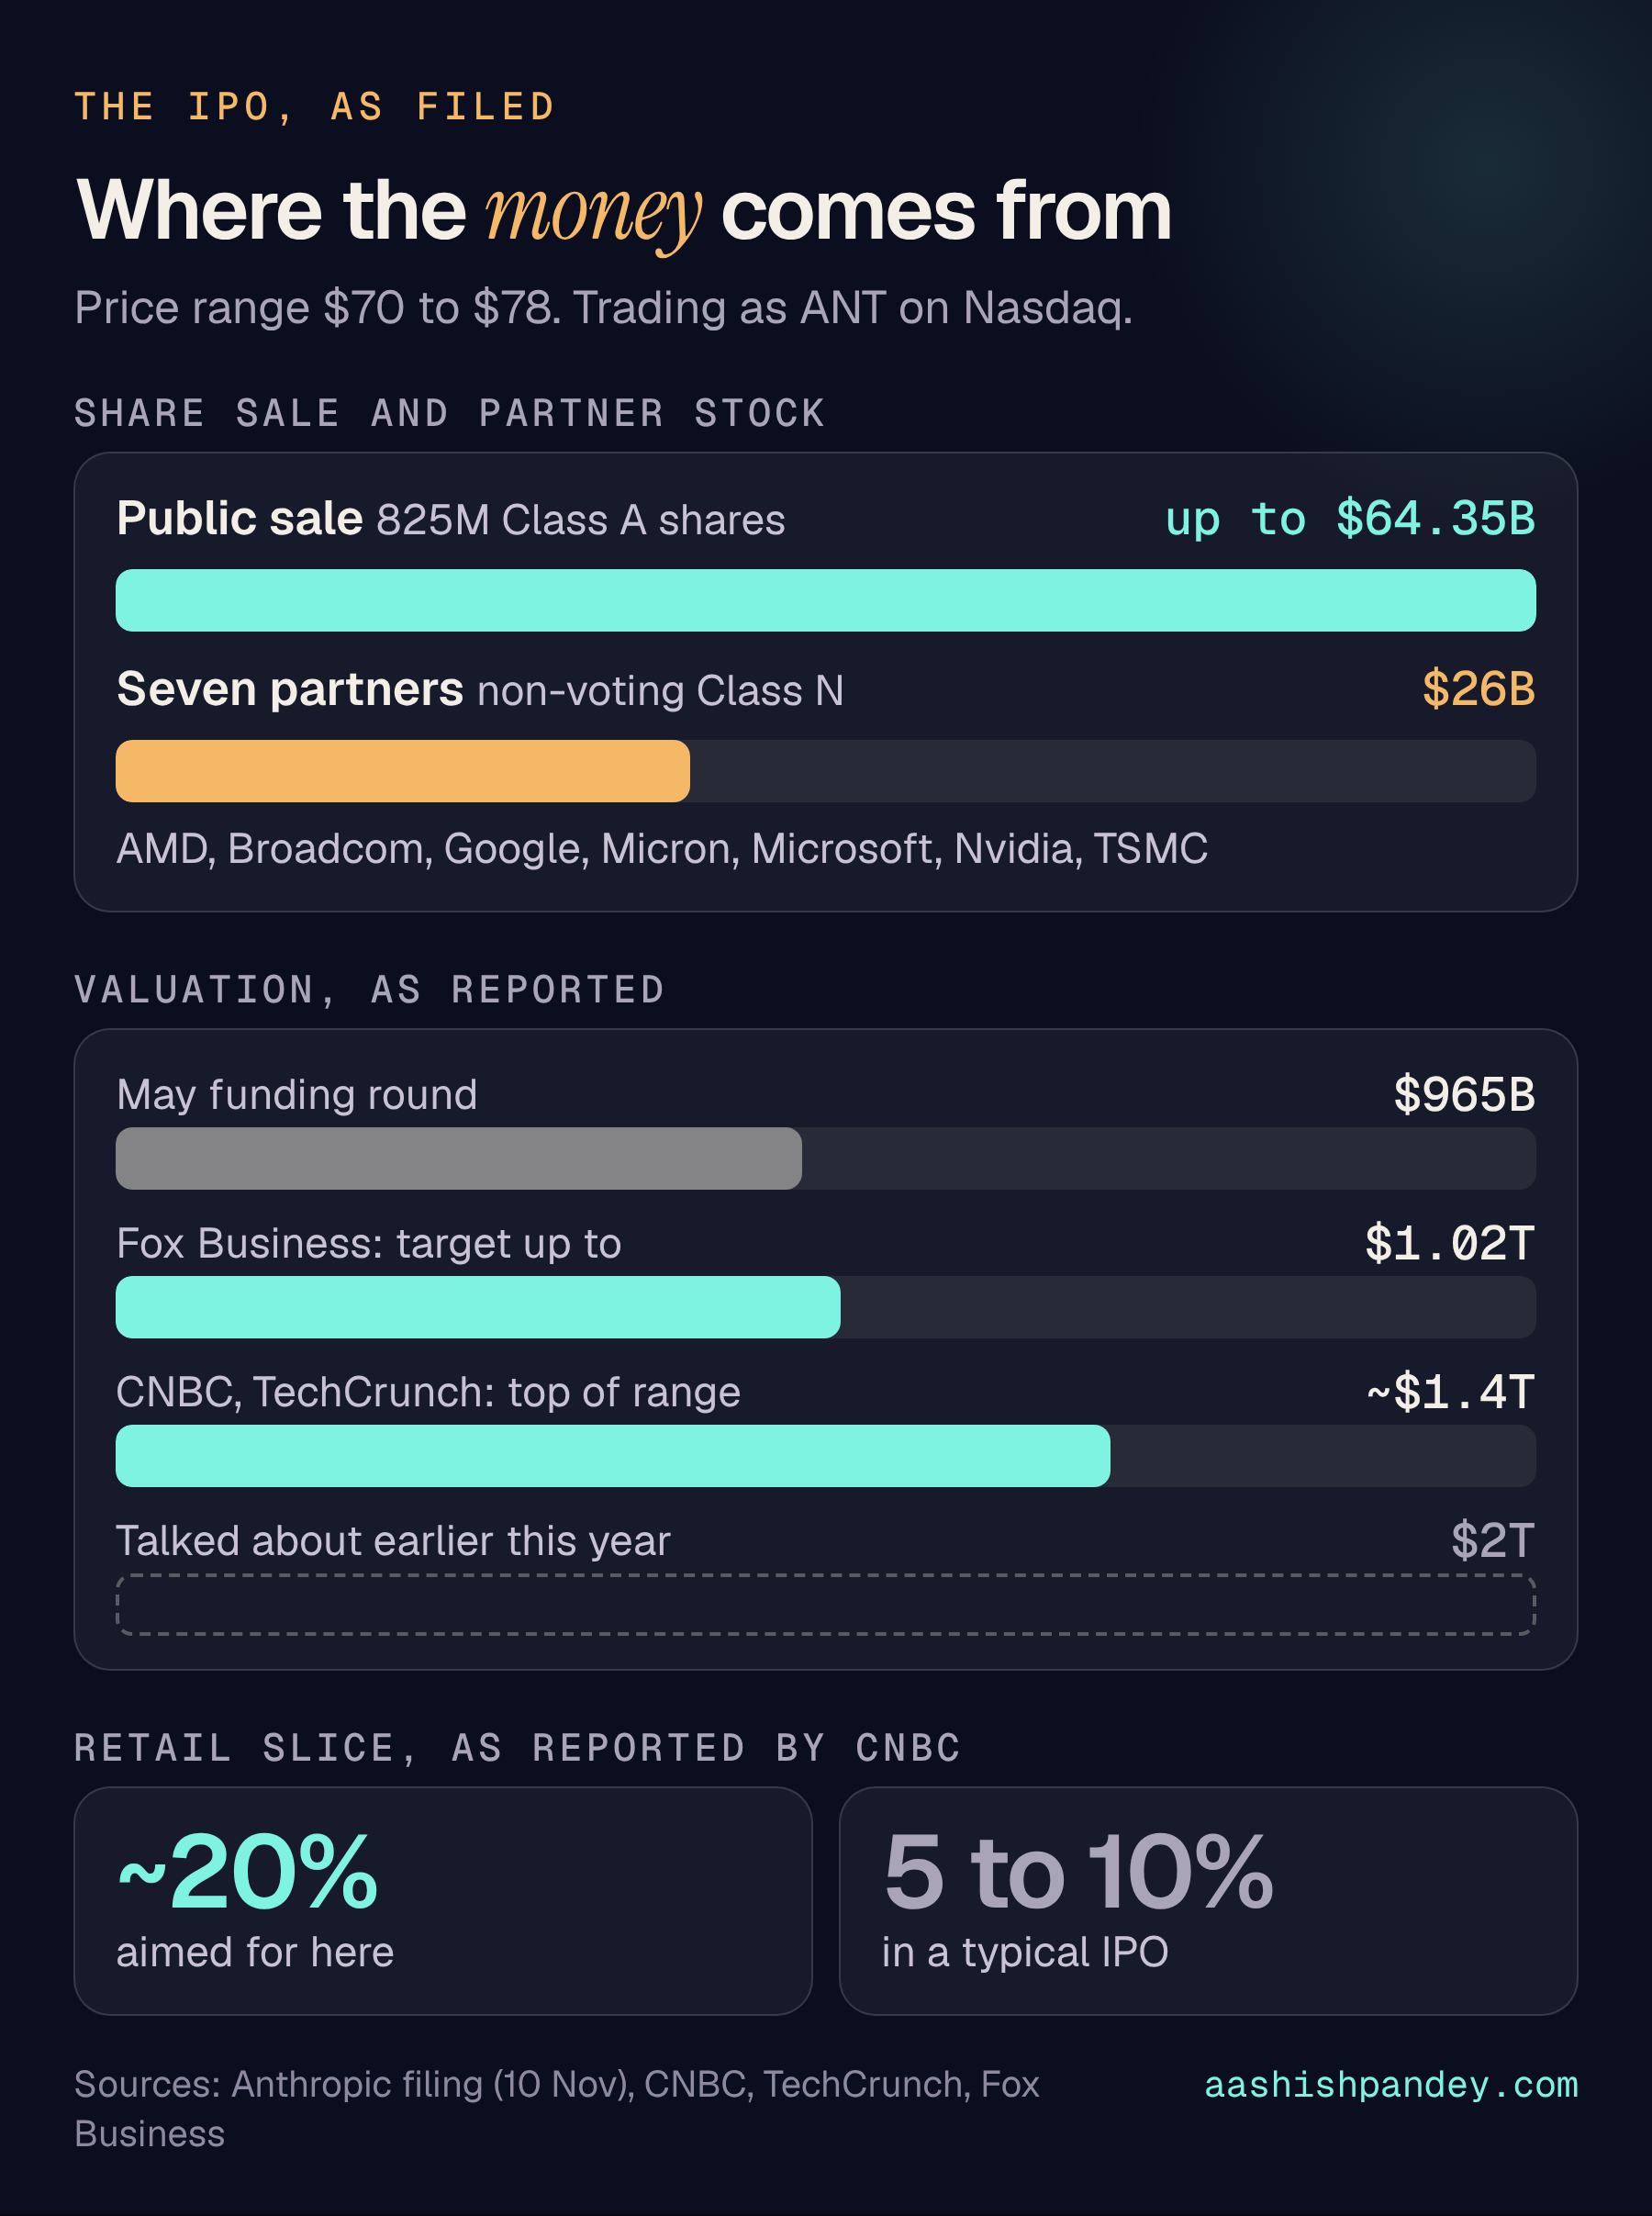 THE IPO, AS FILED
Where the money comes from
Price range $70 to $78. Trading as ANT on Nasdaq.
SHARE SALE AND PARTNER STOCK
Public sale 825M Class A shares up to $64.35B
Seven partners non-voting Class N $26B
AMD, Broadcom, Google, Micron, Microsoft, Nvidia, TSMC
VALUATION, AS REPORTED
May funding round $965B
Fox Business: target up to $1.02T
CNBC, TechCrunch: top of range ~$1.4T
Talked about earlier this year $2T
RETAIL SLICE, AS REPORTED BY CNBC
~20% 5 to 10%
aimed for here in a typical IPO
Sources: Anthropic filing (10 Nov), CNBC, TechCrunch, Fox aashishpandey.com
Business